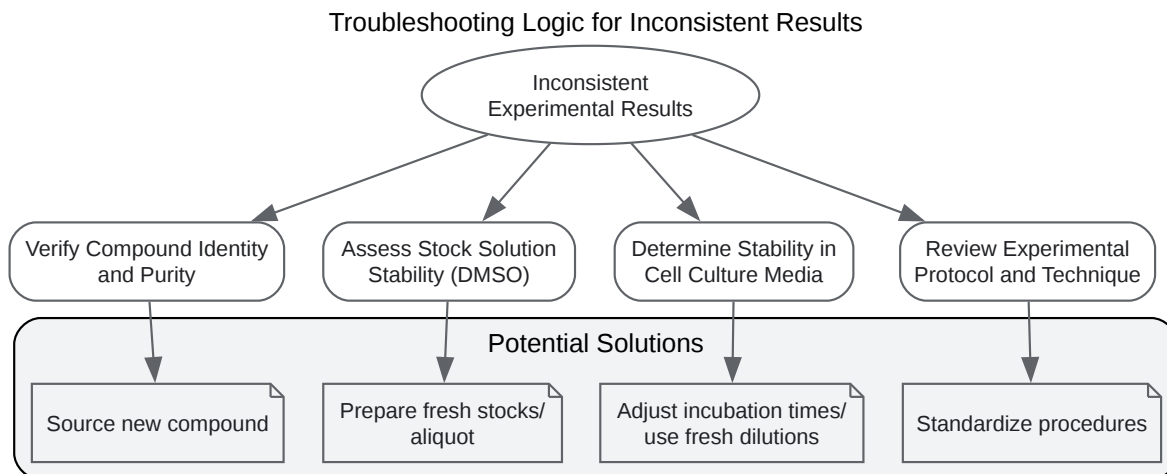 Troubleshooting Logic for Inconsistent Results
Inconsistent
Experimental Results
Verify Compound Identity
and Purity
Assess Stock Solution
Stability (DMSO)
Determine Stability in
Cell Culture Media
Review Experimental
Protocol and Technique
Potential Solutions
Source new compound
Prepare fresh stocks/
aliquot
Adjust incubation times/
use fresh dilutions
Standardize procedures